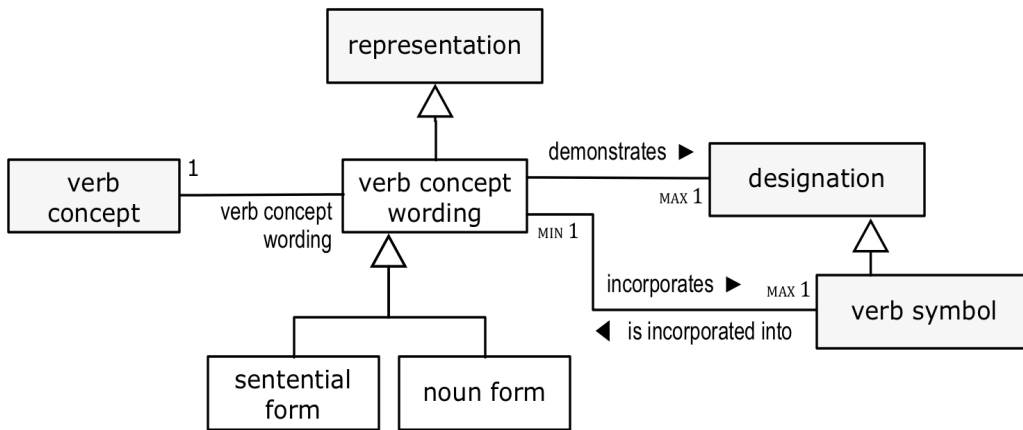 representation
demonstrates ►
verb
concept
1
verb concept
wording
verb concept
wording
designation
MAX 1
MIN 1
incorporates ►
MAX 1
verb symbol
◄ is incorporated into
sentential
form
noun form